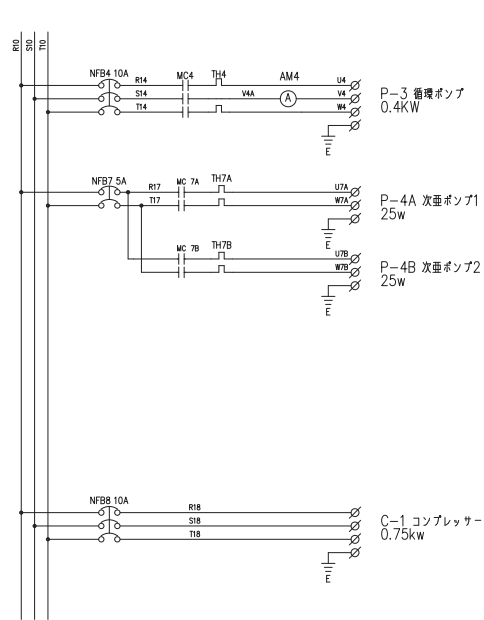 R10
S10
T10
NFB4 10A
R14
MC4
TH4
AM4
U4
S14
V4A
A
V4
T14
W4
P-3 循環ポンプ
0.4KW
E
NFB7 5A
R17
MC 7A
TH7A
U7A
T17
W7A
P-4A 次亜ポンプ1
25w
E
MC 7B
TH7B
U7B
W7B
P-4B 次亜ポンプ2
25w
E
NFB8 10A
R18
S18
T18
C-1 コンプレッサー
0.75kw
E